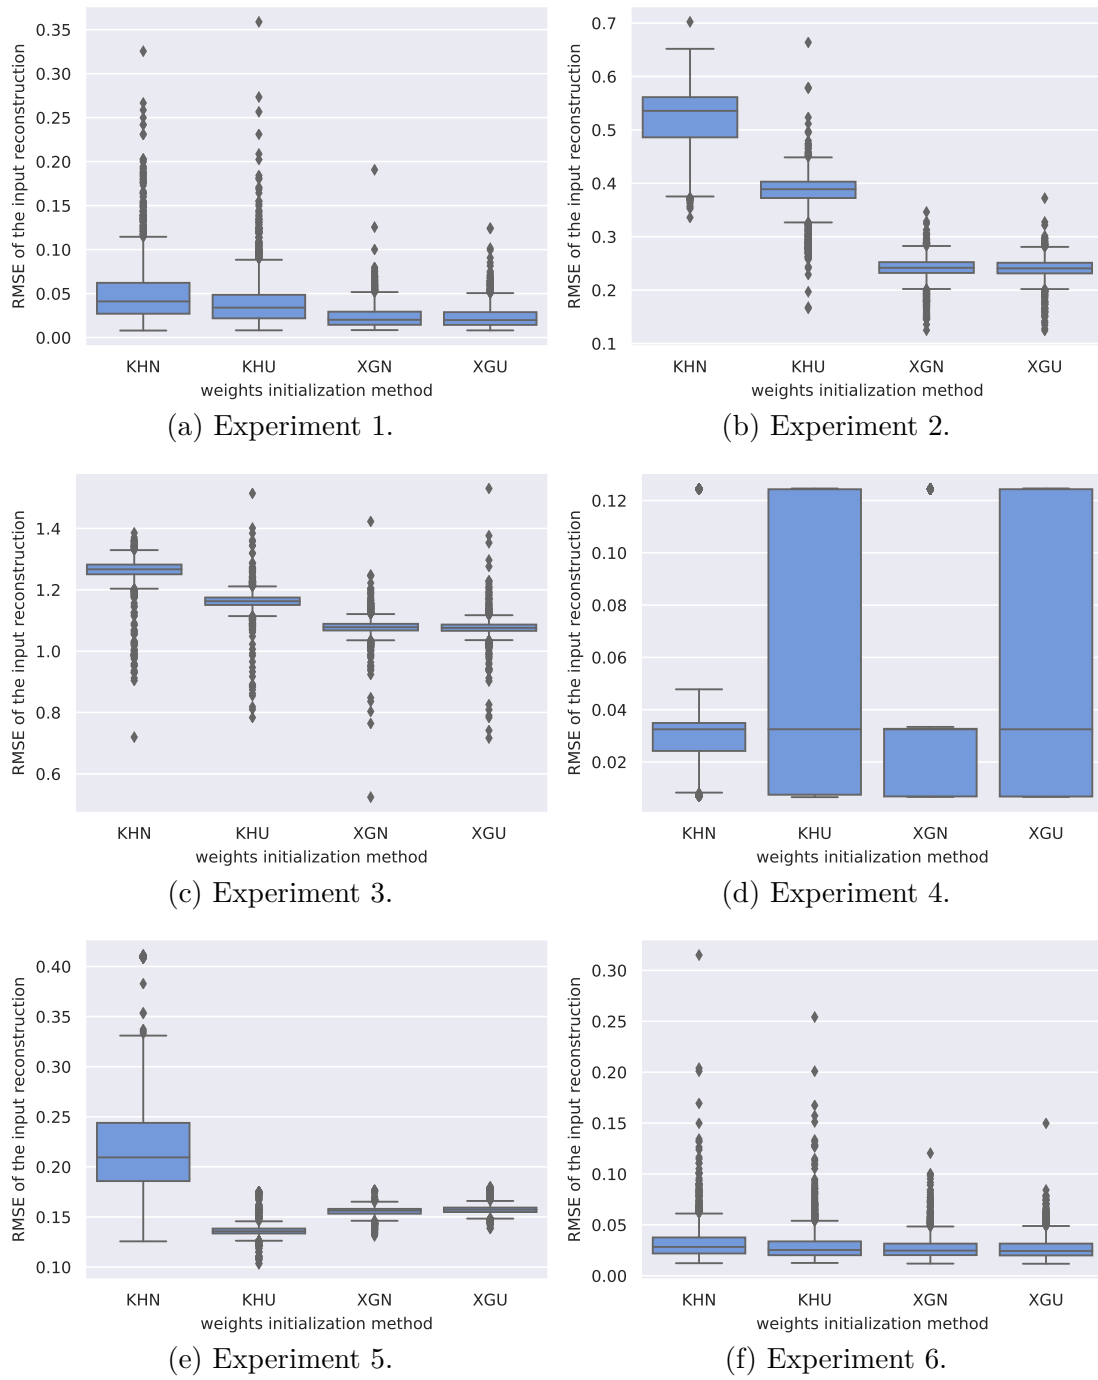 RMSE of the input reconstruction
0.35
0.30
0.25
0.20
0.15
0.10
0.05
0.00
KHN KHU XGN XGU
weights initialization method
(a) Experiment 1.
RMSE of the input reconstruction
0.7
0.6
0.5
0.4
0.3
0.2
0.1
KHN KHU XGN XGU
weights initialization method
(b) Experiment 2.
RMSE of the input reconstruction
1.4
1.2
1.0
0.8
0.6
KHN KHU XGN XGU
weights initialization method
(c) Experiment 3.
RMSE of the input reconstruction
0.12
0.10
0.08
0.06
0.04
0.02
KHN KHU XGN XGU
weights initialization method
(d) Experiment 4.
RMSE of the input reconstruction
0.40
0.35
0.30
0.25
0.20
0.15
0.10
KHN KHU XGN XGU
weights initialization method
(e) Experiment 5.
RMSE of the input reconstruction
0.30
0.25
0.20
0.15
0.10
0.05
0.00
KHN KHU XGN XGU
weights initialization method
(f) Experiment 6.